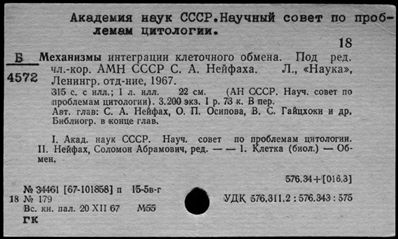 Академия наук СССР. Научный совет по проб-
лемам цитологии.
18
Б
4572
Механизмы интеграции клеточного обмена. Под ред.
чл.-кор. АМН СССР С. А. Нейфаха. Л., «Наука»,
Ленингр. отд-ние, 1967.
315 с. с илл.; 1 л. илл. 22 см. (АН СССР. Науч. совет по
проблемам цитологии). 3.200 экз. 1 р. 73 к. В пер.
Авт. глав: С. А. Нейфах, О. П. Осипова, В. С. Гайцхоки и др.
Библиогр. в конце глав.
I. Акад. наук СССР. Науч. совет по проблемам цитологии.
II. Нейфах, Соломон Абрамович, ред. — — 1. Клетка (биол.) — Об-
мен.
576.34+[016.3]
№ 34461 [67-101858] п 15-5в-г
18 № 179
УДК 576,311.2 : 576.343 : 575
Вс. кн. пал. 20 XII 67 М55
ГК